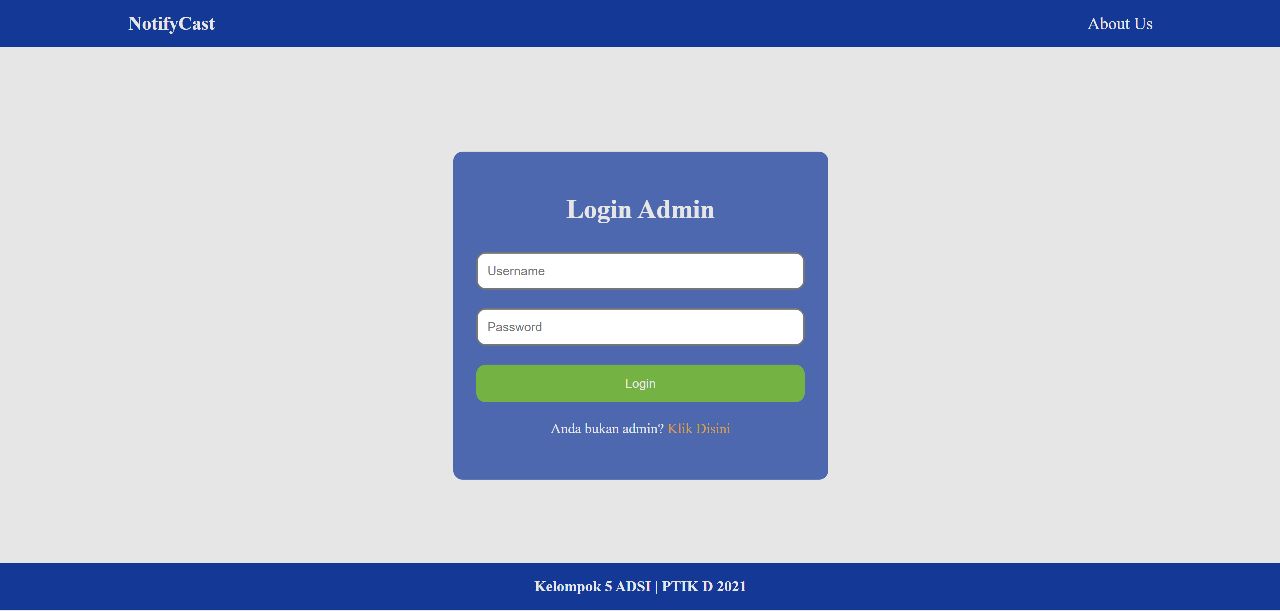 NotifyCast
About Us
Login Admin
Username
Password
Login
Anda bukan admin? Klik Disini
Kelompok 5 ADSI | PTIK D 2021